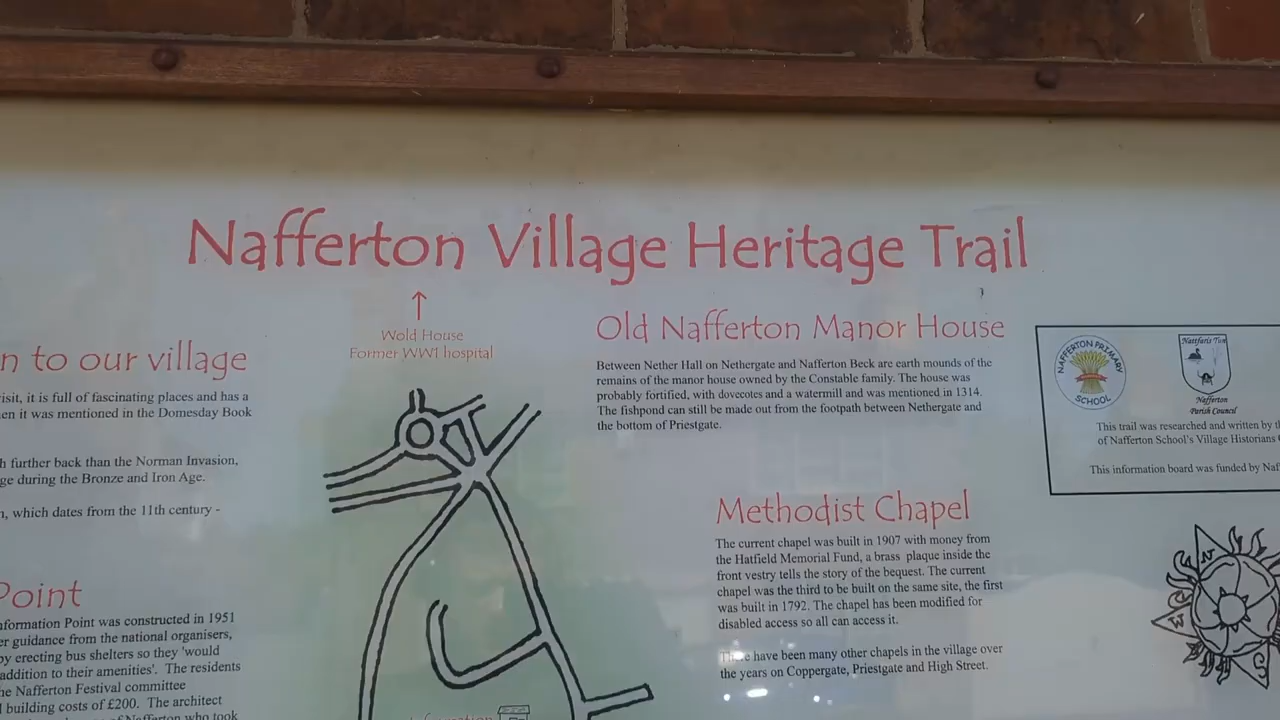 Nafferton Village Heritage Trail
Wold House
Former WW1 hospital
n to our village
isit, it is full of fascinating places and has a
en it was mentioned in the Domesday Book
h further back than the Norman Invasion,
ge during the Bronze and Iron Age.
n, which dates from the 11th century -
Point
nformation Point was constructed in 1951
er guidance from the national organisers,
by erecting bus shelters so they 'would
addition to their amenities'. The residents
he Nafferton Festival committee
l building costs of £200. The architect
of Nafferton who took
Information
Old Nafferton Manor House
Between Nether Hall on Nethergate and Nafferton Beck are earth mounds of the
remains of the manor house owned by the Constable family. The house was
probably fortified, with dovecotes and a watermill and was mentioned in 1314.
The fishpond can still be made out from the footpath between Nethergate and
the bottom of Priestgate.
Methodist Chapel
The current chapel was built in 1907 with money from
the Hatfield Memorial Fund, a brass plaque inside the
front vestry tells the story of the bequest. The current
chapel was the third to be built on the same site, the first
was built in 1792. The chapel has been modified for
disabled access so all can access it.
There have been many other chapels in the village over
the years on Coppergate, Priestgate and High Street.
NAFFERTON PRIMARY
SCHOOL
Nattfaris Tun
Nafferton
Parish Council
This trail was researched and written by th
of Nafferton School's Village Historians
This information board was funded by Naf
N